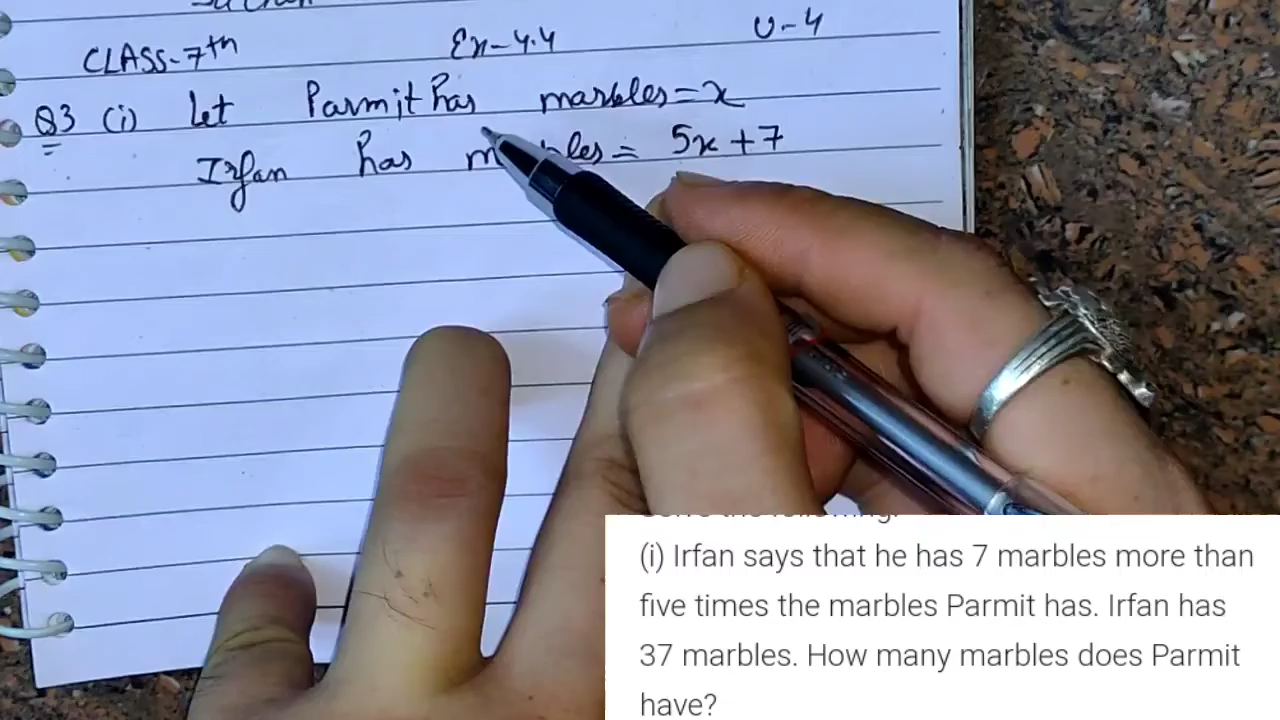 CLASS-7th Ex-4.4 U-4
Q3 (i) Let Parmit has marbles = x
Irfan has = 5x + 7
(i) Irfan says that he has 7 marbles more than
five times the marbles Parmit has. Irfan has
37 marbles. How many marbles does Parmit
have?